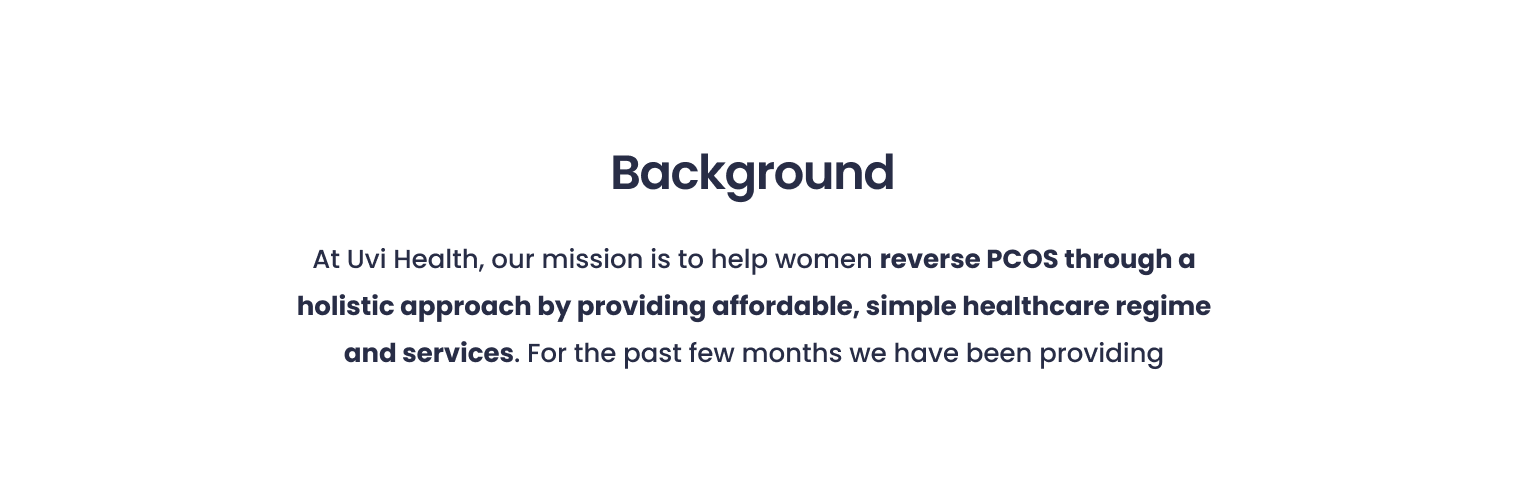 Background
At Uvi Health, our mission is to help women reverse PCOS through a
holistic approach by providing affordable, simple healthcare regime
and services. For the past few months we have been providing